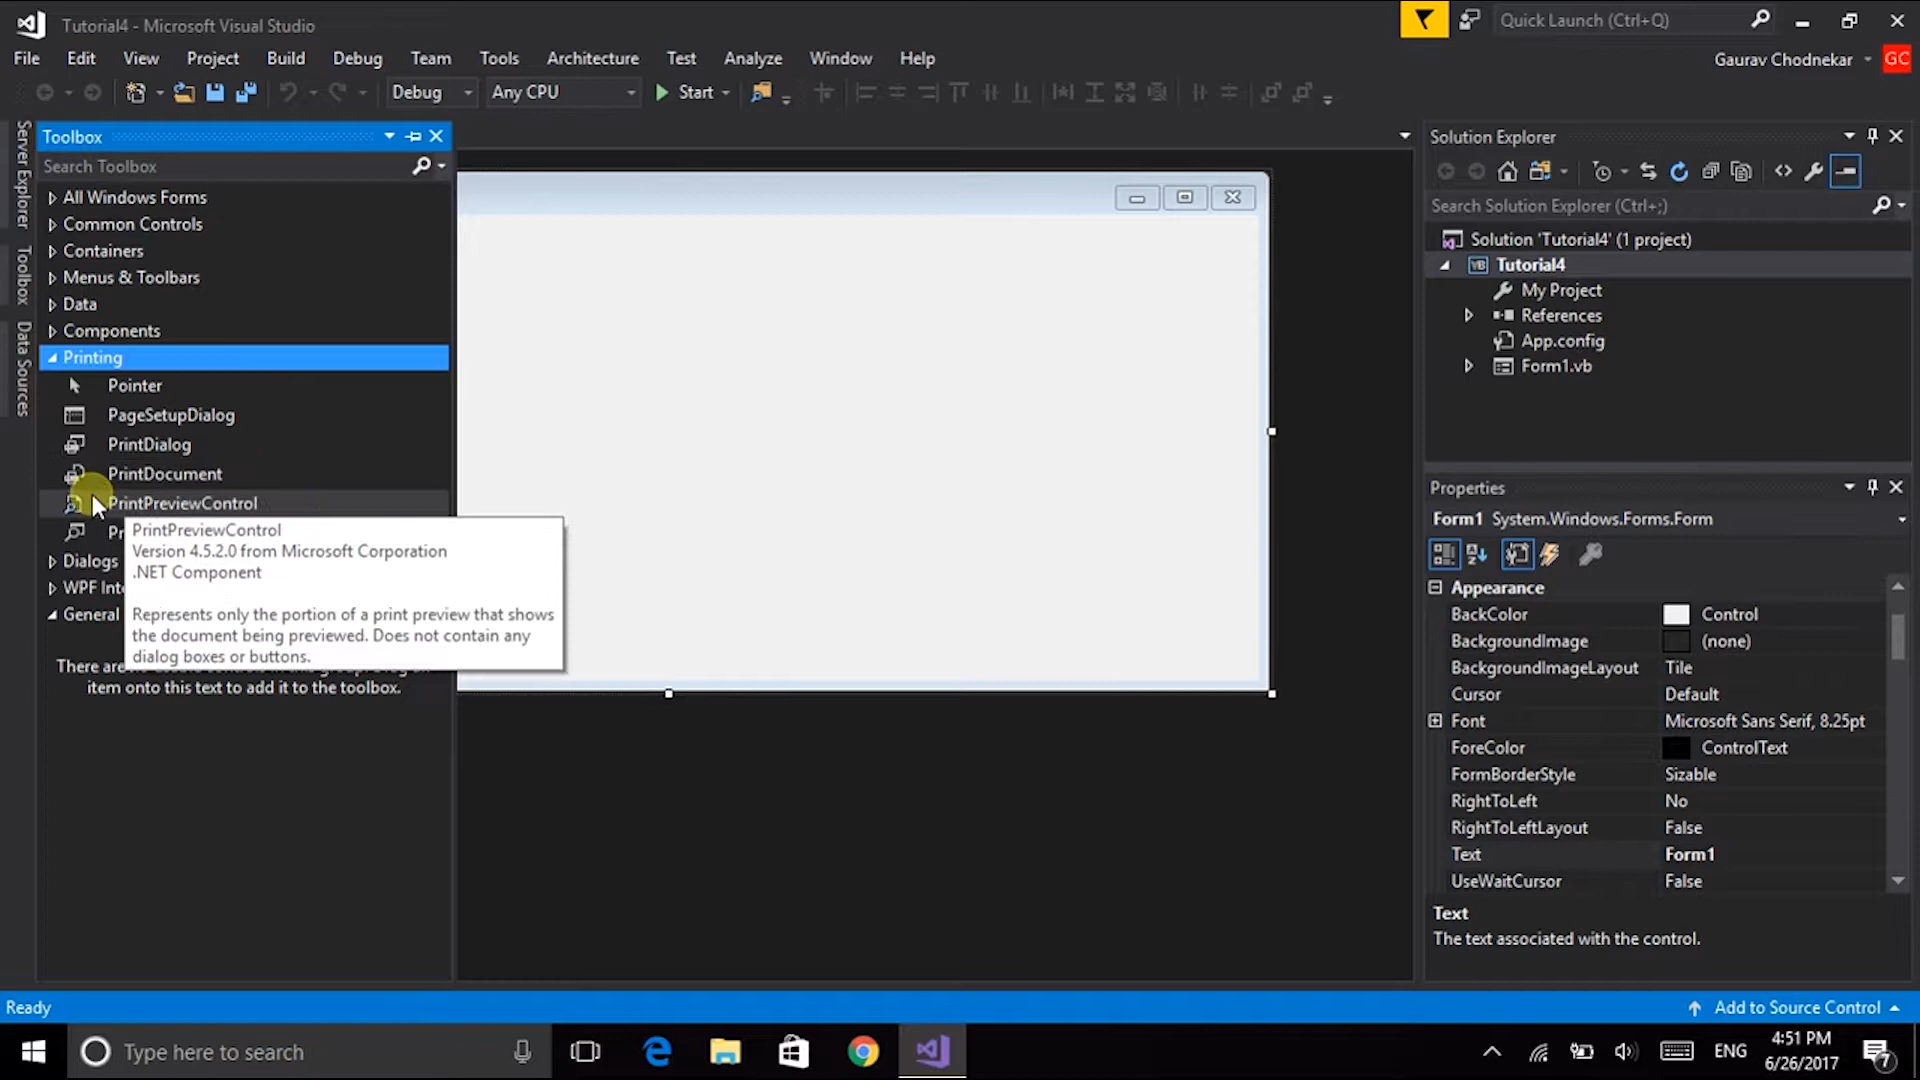 Tutorial4 - Microsoft Visual Studio
Quick Launch (Ctrl+Q)
File Edit View Project Build Debug Team Tools Architecture Test Analyze Window Help
Gaurav Chodnekar GC
Debug Any CPU Start
Server Explorer
Toolbox
Data Sources
Toolbox
Search Toolbox
All Windows Forms
Common Controls
Containers
Menus & Toolbars
Data
Components
Printing
Pointer
PageSetupDialog
PrintDialog
PrintDocument
PrintPreviewControl
Dialogs
General
PrintPreviewControl
Version 4.5.2.0 from Microsoft Corporation
.NET Component
Represents only the portion of a print preview that shows
the document being previewed. Does not contain any
dialog boxes or buttons.
item onto this text to add it to the toolbox.
Solution Explorer
Search Solution Explorer (Ctrl+;)
Solution 'Tutorial4' (1 project)
VB Tutorial4
My Project
References
App.config
Form1.vb
Properties
Form1 System.Windows.Forms.Form
Appearance
BackColor Control
BackgroundImage (none)
BackgroundImageLayout Tile
Cursor Default
Font Microsoft Sans Serif, 8.25pt
ForeColor ControlText
FormBorderStyle Sizable
RightToLeft No
RightToLeftLayout False
Text Form1
UseWaitCursor False
Text
The text associated with the control.
Ready
Add to Source Control
Type here to search
ENG
4:51 PM
6/26/2017
7